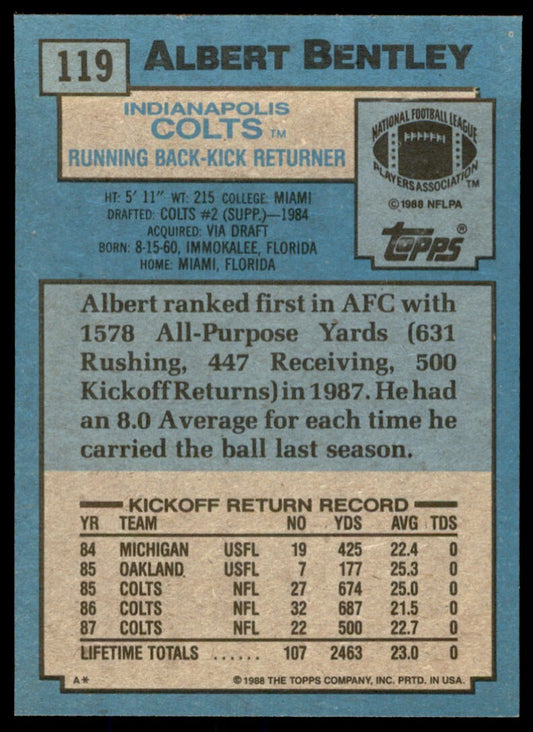 119 ALBERT BENTLEY
INDIANAPOLIS
COLTS TM
RUNNING BACK-KICK RETURNER
NATIONAL FOOTBALL LEAGUE
PLAYERS ASSOCIATION TM
© 1988 NFLPA
Topps®
HT: 5' 11" WT: 215 COLLEGE: MIAMI
DRAFTED: COLTS #2 (SUPP.)—1984
ACQUIRED: VIA DRAFT
BORN: 8-15-60, IMMOKALEE, FLORIDA
HOME: MIAMI, FLORIDA
Albert ranked first in AFC with
1578 All-Purpose Yards (631
Rushing, 447 Receiving, 500
Kickoff Returns) in 1987. He had
an 8.0 Average for each time he
carried the ball last season.
KICKOFF RETURN RECORD
YR TEAM NO YDS AVG TDS
84 MICHIGAN USFL 19 425 22.4 0
85 OAKLAND USFL 7 177 25.3 0
85 COLTS NFL 27 674 25.0 0
86 COLTS NFL 32 687 21.5 0
87 COLTS NFL 22 500 22.7 0
LIFETIME TOTALS ...... 107 2463 23.0 0
A* © 1988 THE TOPPS COMPANY, INC. PRTD. IN USA.